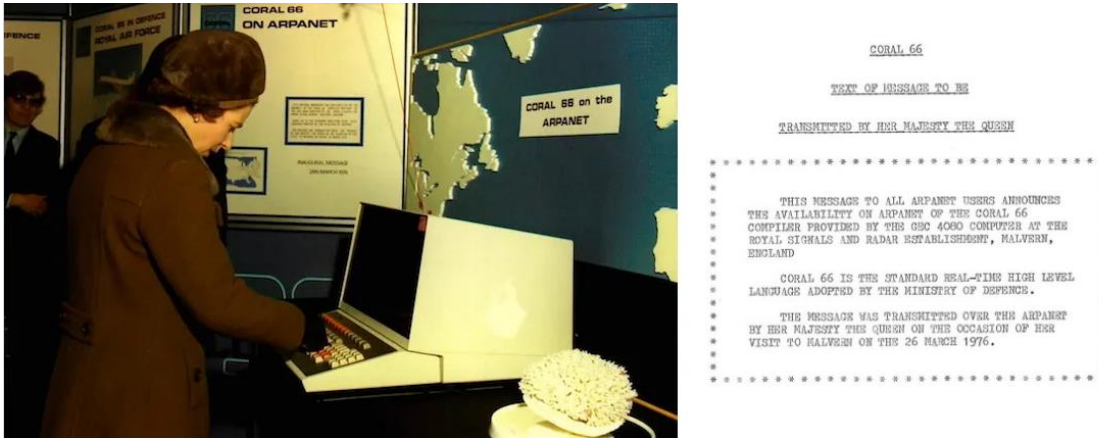 EFENCE
CORAL 66 IN DEFENCE
ROYAL AIR FORCE
CORAL 66
ON ARPANET
INAUGURAL MESSAGE
26th MARCH 1976
CORAL 66 on the
ARPANET
CORAL 66
TEXT OF MESSAGE TO BE
TRANSMITTED BY HER MAJESTY THE QUEEN
THIS MESSAGE TO ALL ARPANET USERS ANNOUNCES
THE AVAILABILITY ON ARPANET OF THE CORAL 66
COMPILER PROVIDED BY THE GEC 4080 COMPUTER AT THE
ROYAL SIGNALS AND RADAR ESTABLISHMENT, MALVERN,
ENGLAND
CORAL 66 IS THE STANDARD REAL-TIME HIGH LEVEL
LANGUAGE ADOPTED BY THE MINISTRY OF DEFENCE.
THE MESSAGE WAS TRANSMITTED OVER THE ARPANET
BY HER MAJESTY THE QUEEN ON THE OCCASION OF HER
VISIT TO MALVERN ON THE 26 MARCH 1976.